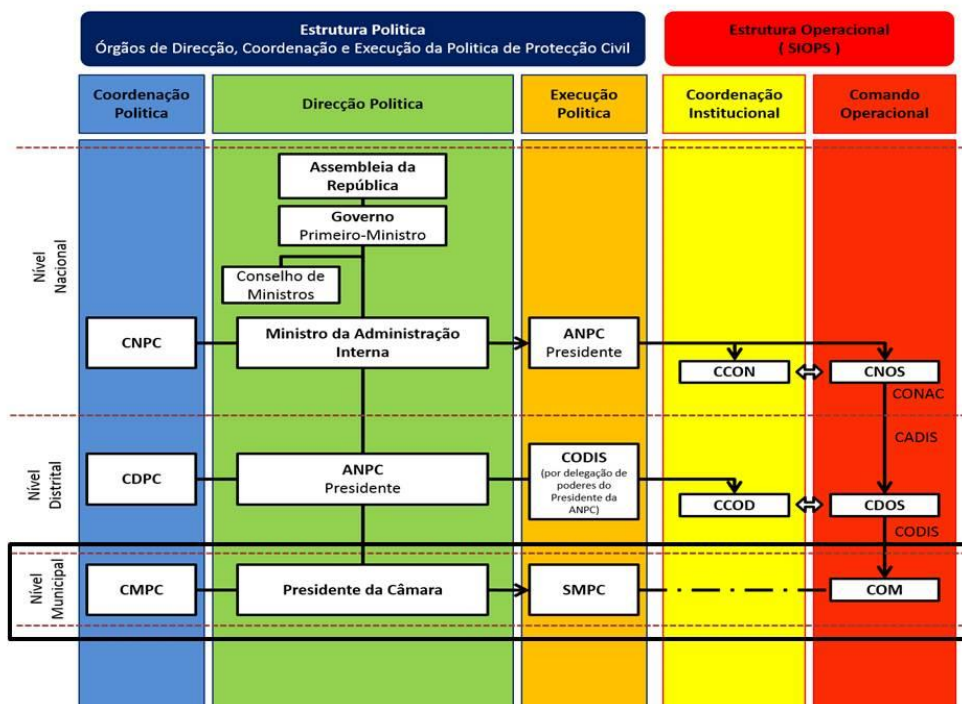 Estrutura Politica
Órgãos de Direcção, Coordenação e Execução da Politica de Protecção Civil
Estrutura Operacional
( SIOPS )
Coordenação
Politica
Direcção Politica
Execução
Politica
Coordenação
Institucional
Comando
Operacional
Nível
Nacional
Assembleia da
República
Governo
Primeiro-Ministro
Conselho de
Ministros
CNPC
Ministro da Administração
Interna
ANPC
Presidente
CCON
CNOS
CONAC
CADIS
Nível
Distrital
CDPC
ANPC
Presidente
CODIS
(por delegação de
poderes do
Presidente da
ANPC)
CCOD
CDOS
CODIS
Nível
Municipal
CMPC
Presidente da Câmara
SMPC
COM